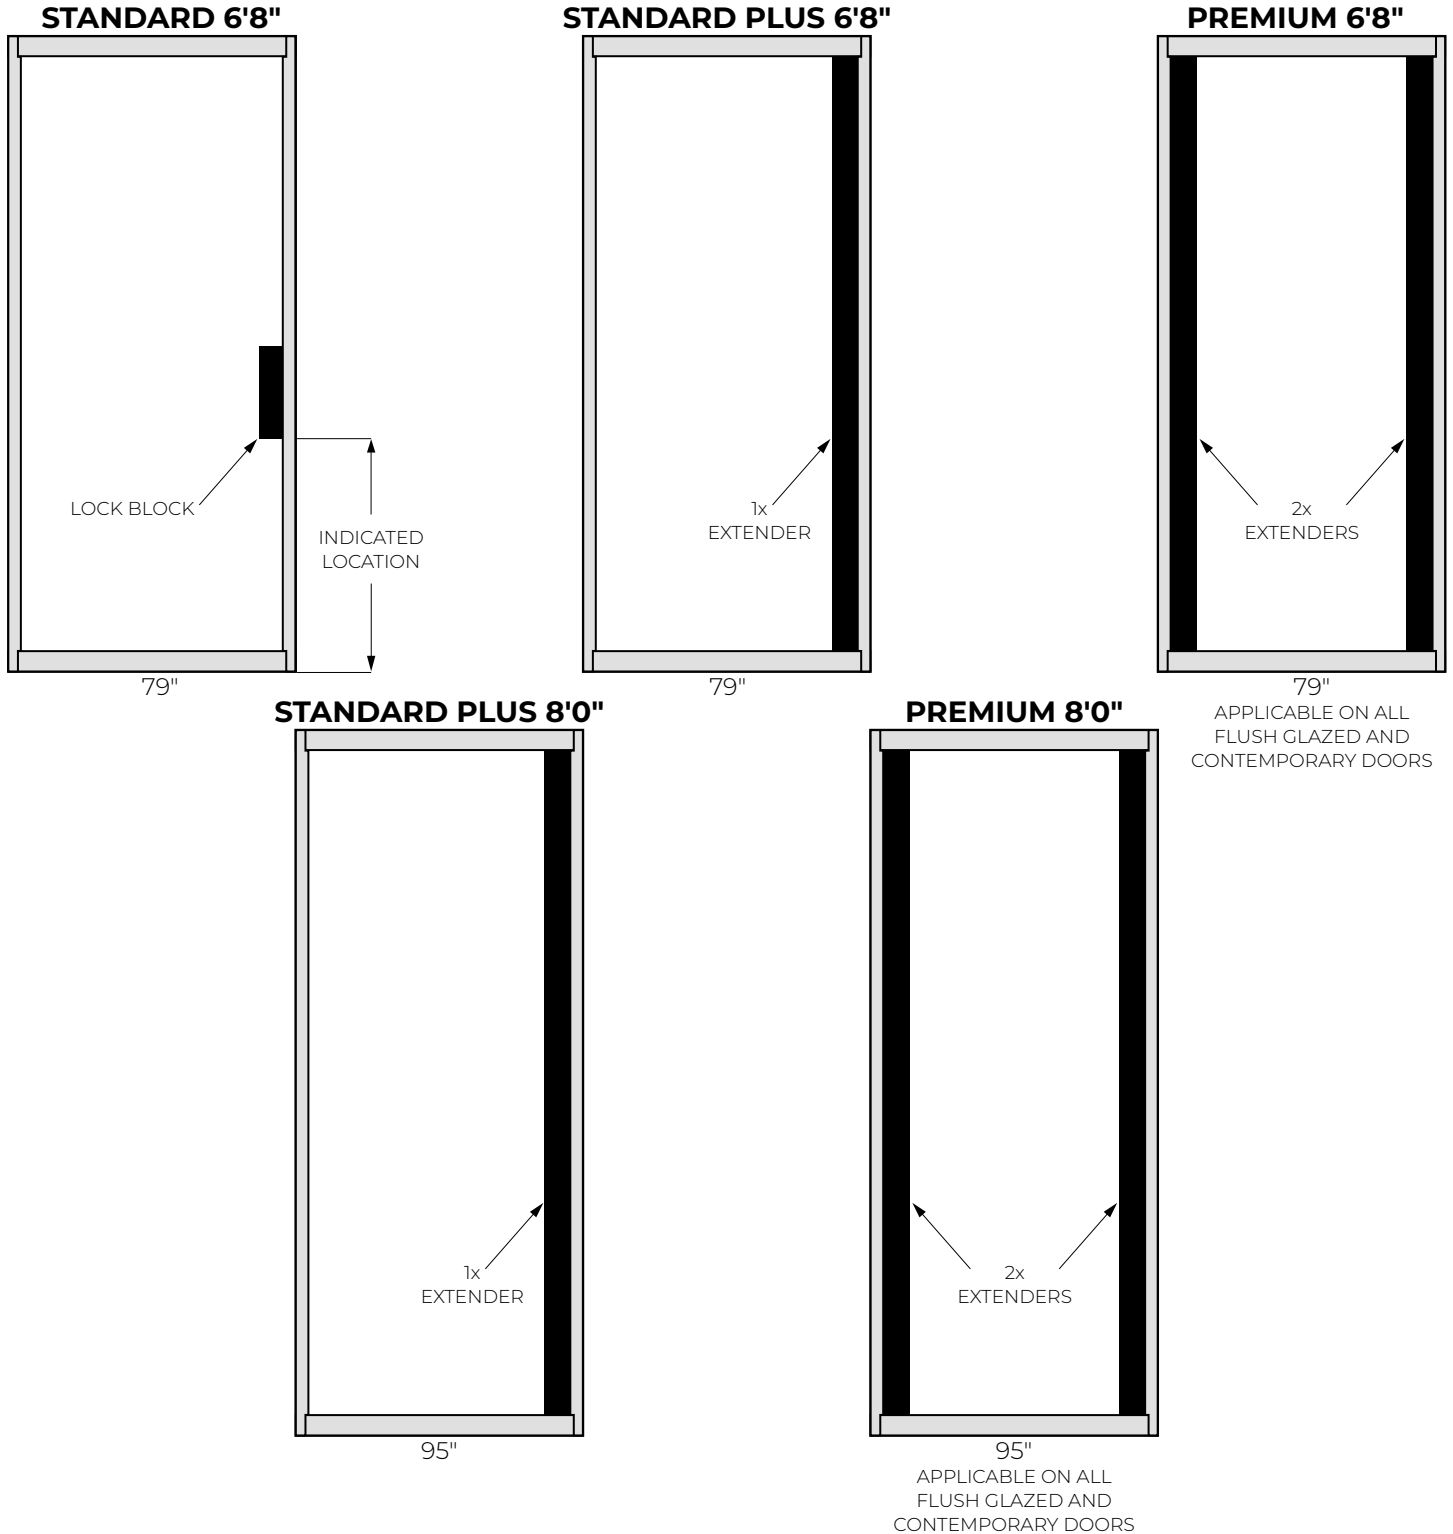 STANDARD 6'8"
STANDARD PLUS 6'8"
PREMIUM 6'8"
LOCK BLOCK
INDICATED
LOCATION
1x
EXTENDER
2x
EXTENDERS
79"
79"
79"
APPLICABLE ON ALL
FLUSH GLAZED AND
CONTEMPORARY DOORS
STANDARD PLUS 8'0"
PREMIUM 8'0"
1x
EXTENDER
2x
EXTENDERS
95"
95"
APPLICABLE ON ALL
FLUSH GLAZED AND
CONTEMPORARY DOORS